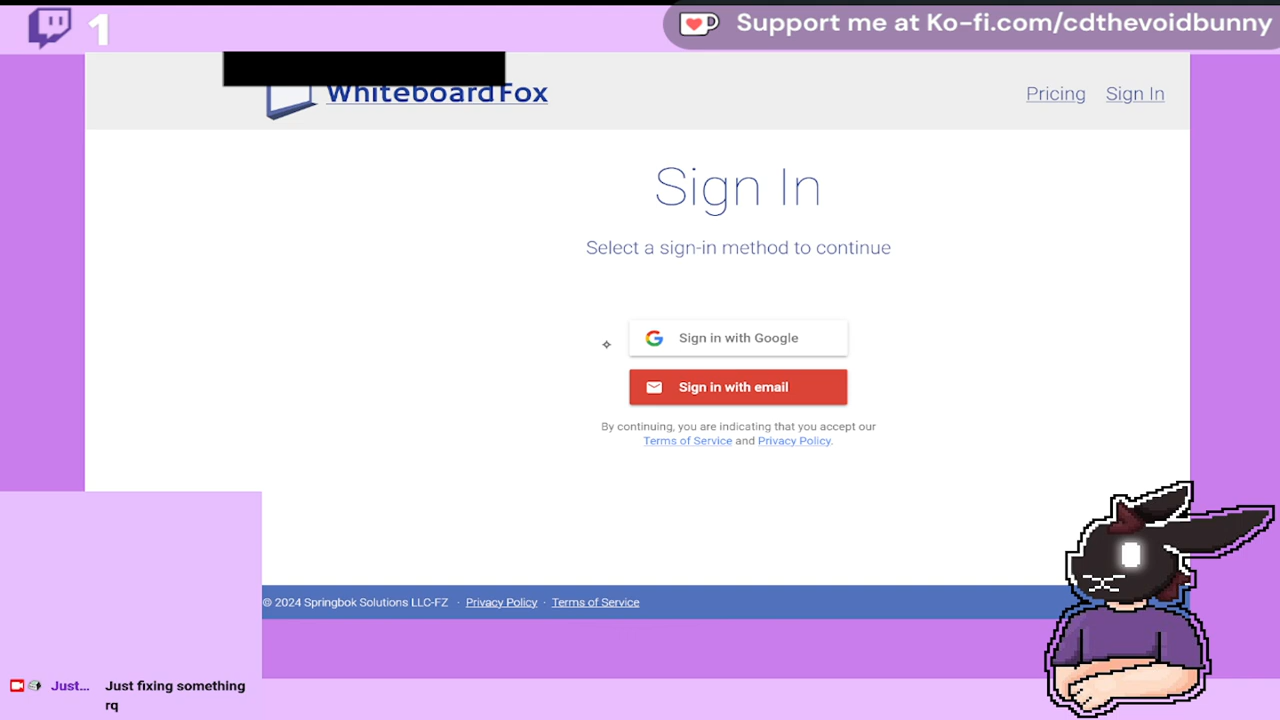 1
Support me at Ko-fi.com/cdthevoidbunny
WhiteboardFox
Pricing Sign In
Sign In
Select a sign-in method to continue
G Sign in with Google
Sign in with email
By continuing, you are indicating that you accept our
Terms of Service and Privacy Policy.
© 2024 Springbok Solutions LLC-FZ · Privacy Policy · Terms of Service
Just... Just fixing something
rq